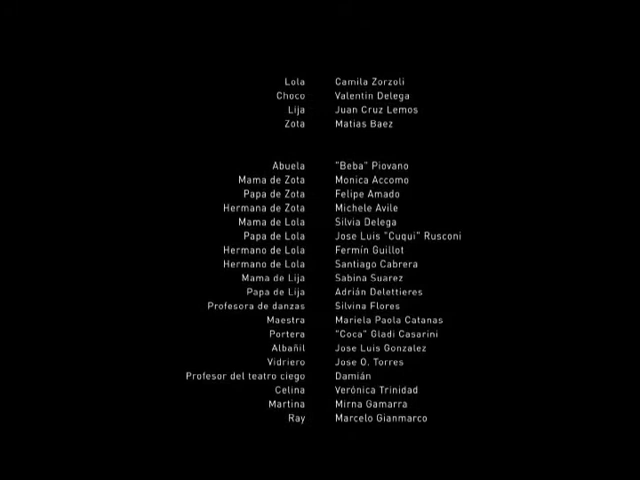 Lola Camila Zorzoli
Choco Valentin Delega
Lija Juan Cruz Lemos
Zota Matias Baez
Abuela "Beba" Piovano
Mama de Zota Monica Accomo
Papa de Zota Felipe Amado
Hermana de Zota Michele Avile
Mama de Lola Silvia Delega
Papa de Lola Jose Luis "Cuqui" Rusconi
Hermano de Lola Fermín Guillot
Hermano de Lola Santiago Cabrera
Mama de Lija Sabina Suarez
Papa de Lija Adrián Delettieres
Profesora de danzas Silvina Flores
Maestra Mariela Paola Catanas
Portera "Coca" Gladi Casarini
Albañil Jose Luis Gonzalez
Vidriero Jose O. Torres
Profesor del teatro ciego Damián
Celina Verónica Trinidad
Martina Mirna Gamarra
Ray Marcelo Gianmarco